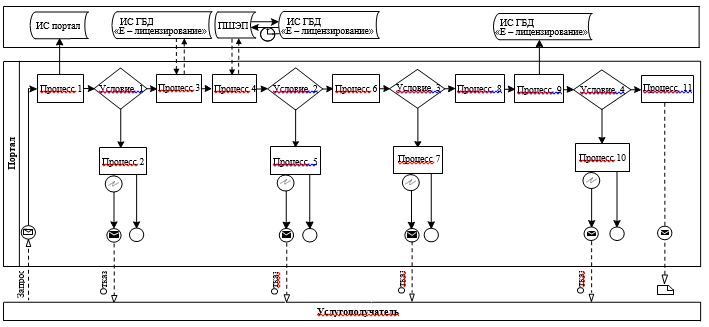 ИС портал
ИС ГБД
«Е – лицензирование»
ПШЭП
ИС ГБД
«Е – лицензирование»
ИС ГБД
«Е – лицензирование»
Портал
Процесс 1
Условие 1
Процесс 3
Процесс 4
Условие 2
Процесс 6
Условие 3
Процесс 8
Процесс 9
Условие 4
Процесс 11
Процесс 2
Процесс 5
Процесс 7
Процесс 10
Запрос
Отказ
Отказ
Отказ
Отказ
Услугополучатель